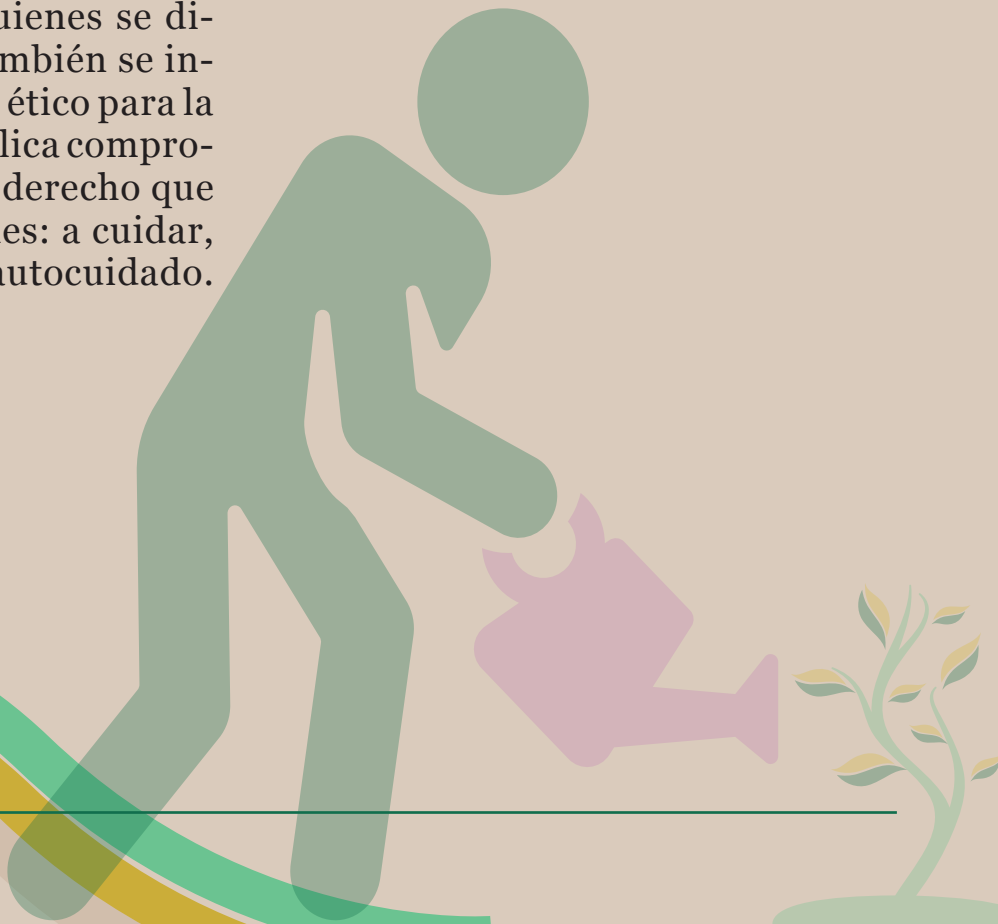 uienes se di-
mbién se in-
ético para la
lica compro-
derecho que
es: a cuidar,
autocuidado.